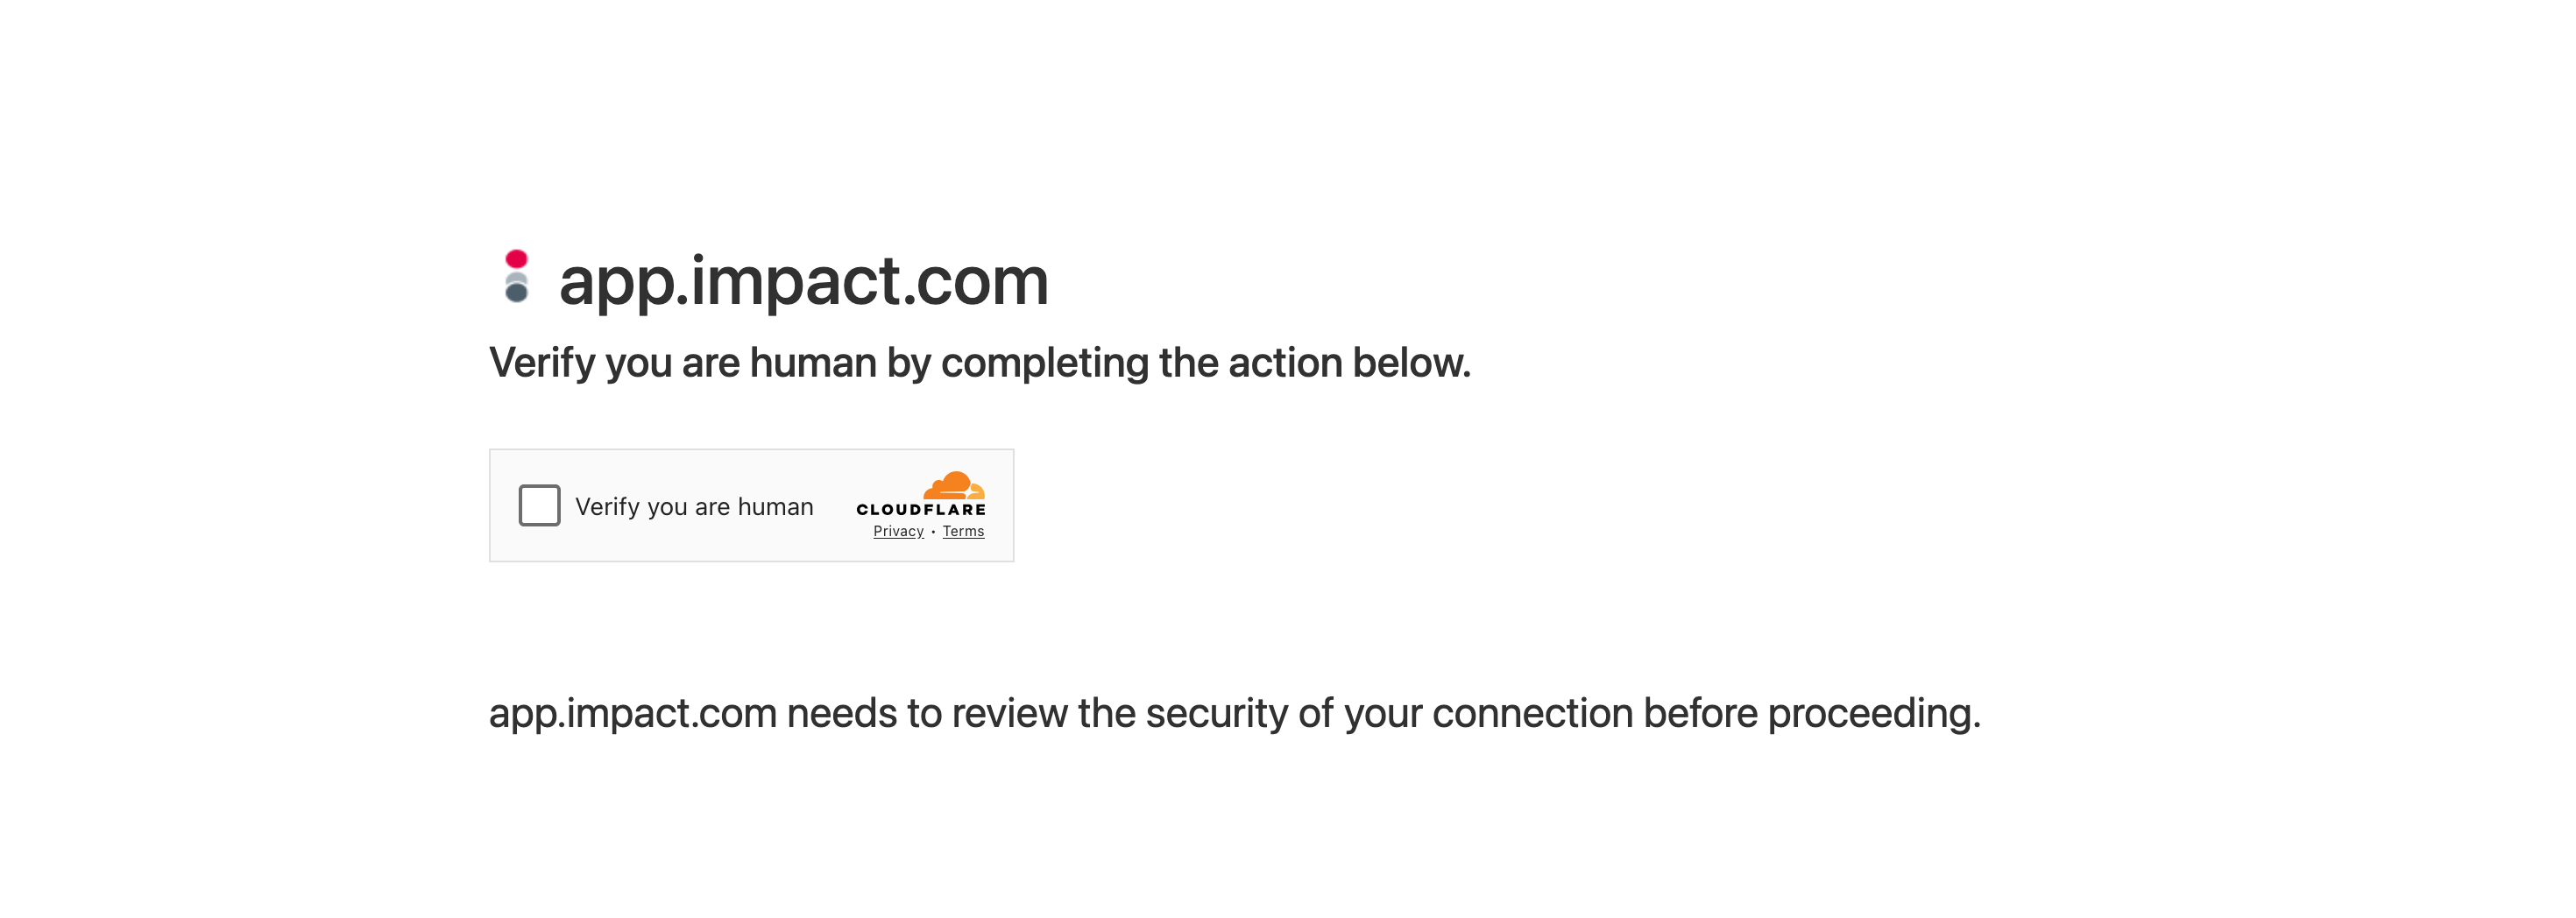 app.impact.com
Verify you are human by completing the action below.
Verify you are human
CLOUDFLARE
Privacy • Terms
app.impact.com needs to review the security of your connection before proceeding.